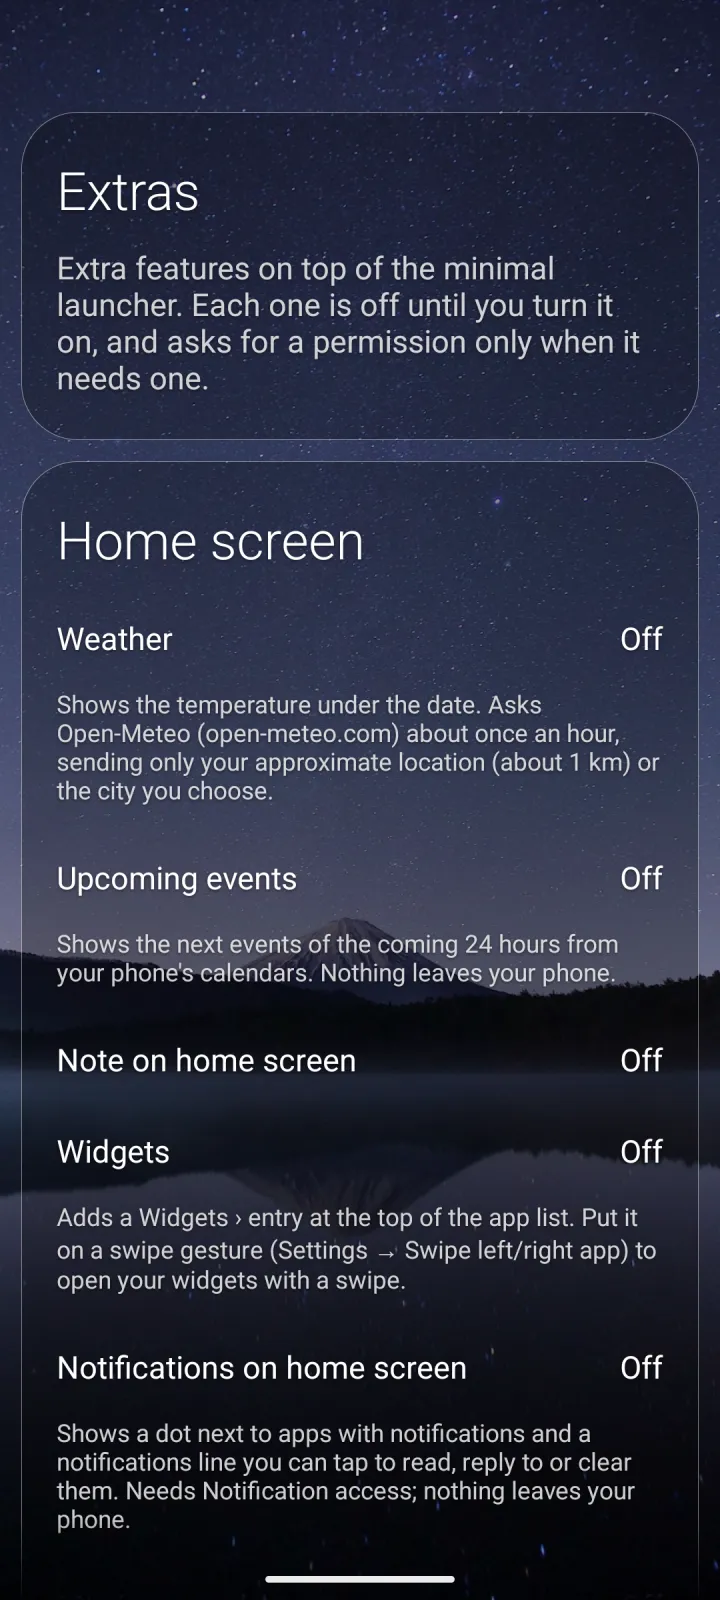 Extras
Extra features on top of the minimal
launcher. Each one is off until you turn it
on, and asks for a permission only when it
needs one.
Home screen
Weather Off
Shows the temperature under the date. Asks
Open-Meteo (open-meteo.com) about once an hour,
sending only your approximate location (about 1 km) or
the city you choose.
Upcoming events Off
Shows the next events of the coming 24 hours from
your phone's calendars. Nothing leaves your phone.
Note on home screen Off
Widgets Off
Adds a Widgets › entry at the top of the app list. Put it
on a swipe gesture (Settings → Swipe left/right app) to
open your widgets with a swipe.
Notifications on home screen Off
Shows a dot next to apps with notifications and a
notifications line you can tap to read, reply to or clear
them. Needs Notification access; nothing leaves your
phone.